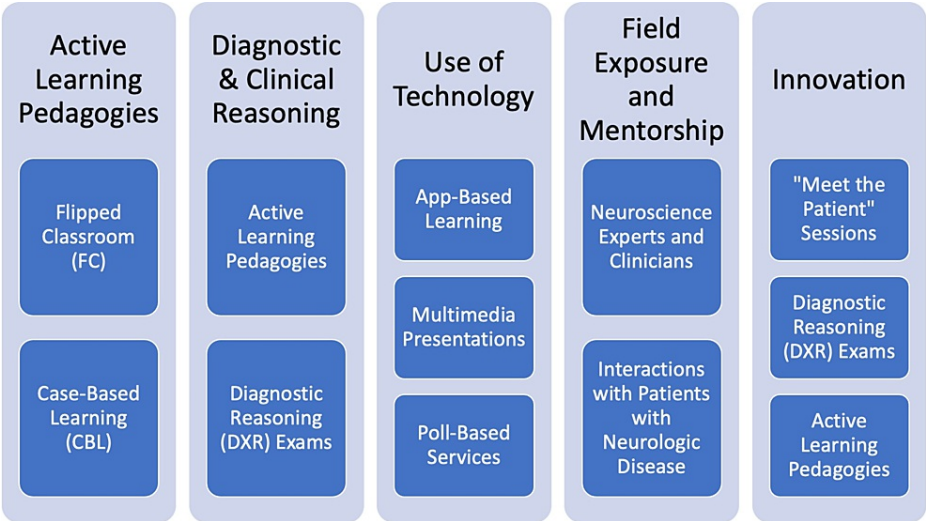 Active
Learning
Pedagogies
Flipped
Classroom
(FC)
Case-Based
Learning
(CBL)
Diagnostic
& Clinical
Reasoning
Active
Learning
Pedagogies
Diagnostic
Reasoning
(DXR) Exams
Use of
Technology
App-Based
Learning
Multimedia
Presentations
Poll-Based
Services
Field
Exposure
and
Mentorship
Neuroscience
Experts and
Clinicians
Interactions
with Patients
with
Neurologic
Disease
Innovation
"Meet the
Patient"
Sessions
Diagnostic
Reasoning
(DXR) Exams
Active
Learning
Pedagogies